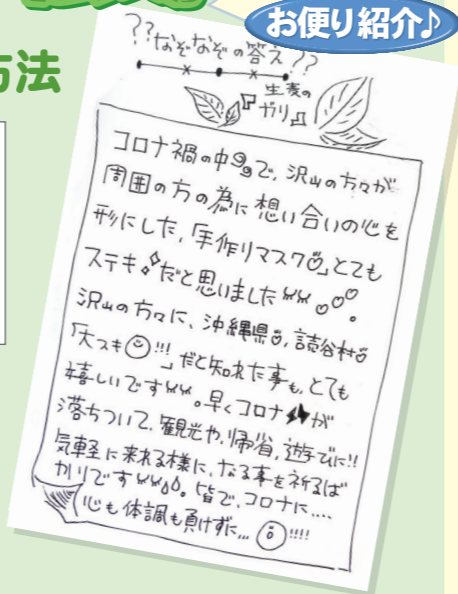 お便り紹介♪
方法
??なぞなぞの答え??
生麦の
『ガリ』
コロナ禍の中で、沢山の方々が
周囲の方の為に想い合いの心を
形にした、「手作りマスク」とても
ステキだと思いました。
沢山の方々に、沖縄県、読谷村
「大スキ!!!」だと知れた事も、とても
嬉しいです。早くコロナが
落ちついて、観光や、帰省、遊びに!!
気軽に来れる様に、なる事を祈るば
かりです。皆で、コロナに....
心も体調も負けずに...!!!!